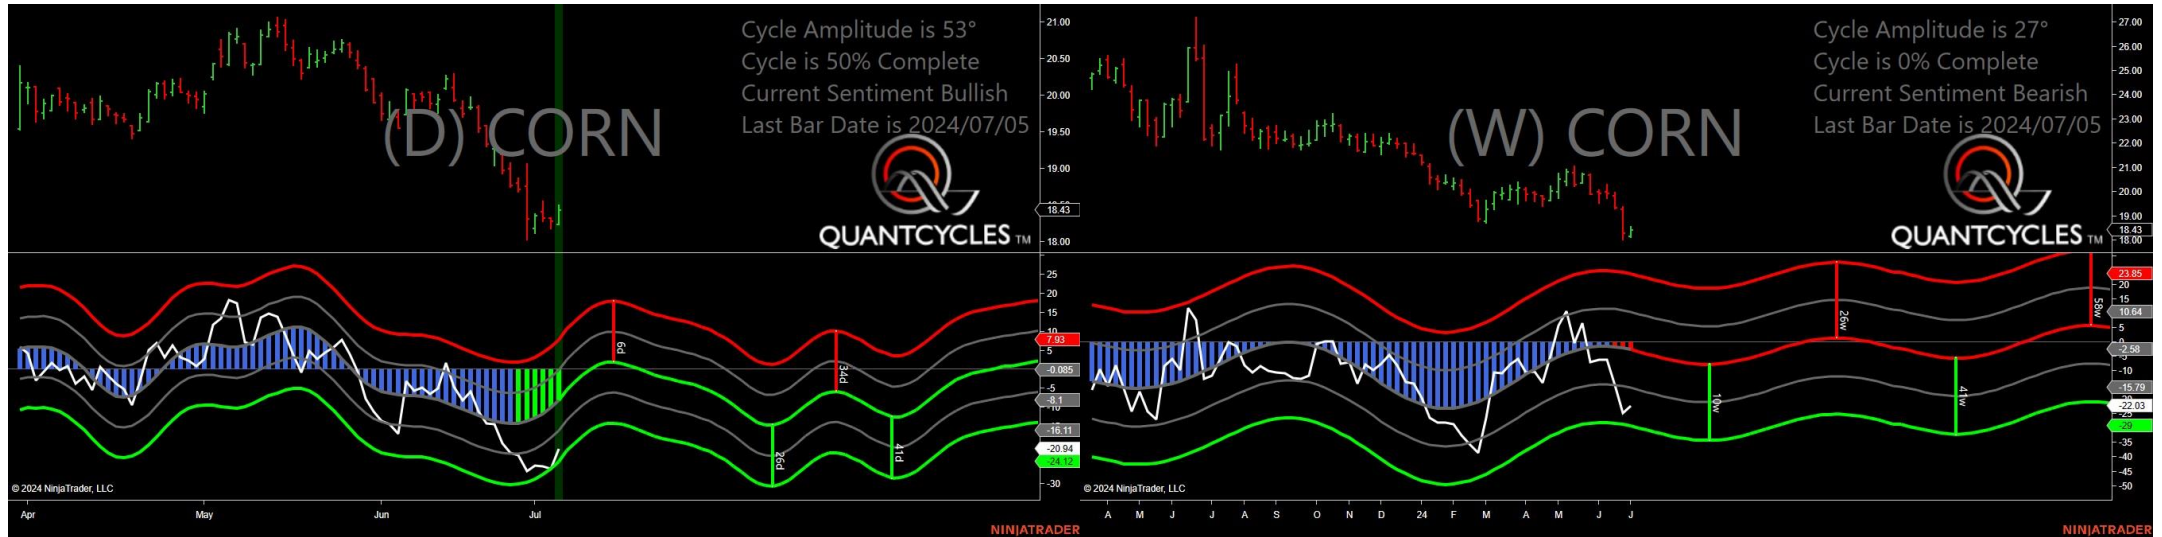 Cycle Amplitude is 53°
Cycle is 50% Complete
Current Sentiment Bullish
Last Bar Date is 2024/07/05
(D) CORN
QUANTCYCLES TM
21.00
20.50
20.00
19.50
19.00
18.43
18.00
25
20
15
10
7.93
5
-0.085
-5
-8.1
-16.11
-20.94
-24.12
-30
6d
34d
26d
41d
© 2024 NinjaTrader, LLC
Apr May Jun Jul
NINJATRADER
Cycle Amplitude is 27°
Cycle is 0% Complete
Current Sentiment Bearish
Last Bar Date is 2024/07/05
(W) CORN
QUANTCYCLES TM
27.00
26.00
25.00
24.00
23.00
22.00
21.00
20.00
19.00
18.43
18.00
23.85
20
15
10.64
5
-2.58
-10
-15.79
-22.03
-29
-35
-40
-45
-50
26w
58w
10w
41w
© 2024 NinjaTrader, LLC
A M J J A S O N D 24 F M A M J J
NINJATRADER